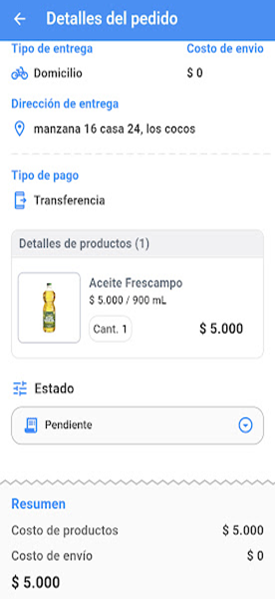 Detalles del pedido
Tipo de entrega Costo de envio
Domicilio $ 0
Dirección de entrega
manzana 16 casa 24, los cocos
Tipo de pago
Transferencia
Detalles de productos (1)
Aceite Frescampo
$ 5.000 / 900 mL
Cant. 1 $ 5.000
Estado
Pendiente
Resumen
Costo de productos $ 5.000
Costo de envío $ 0
$ 5.000